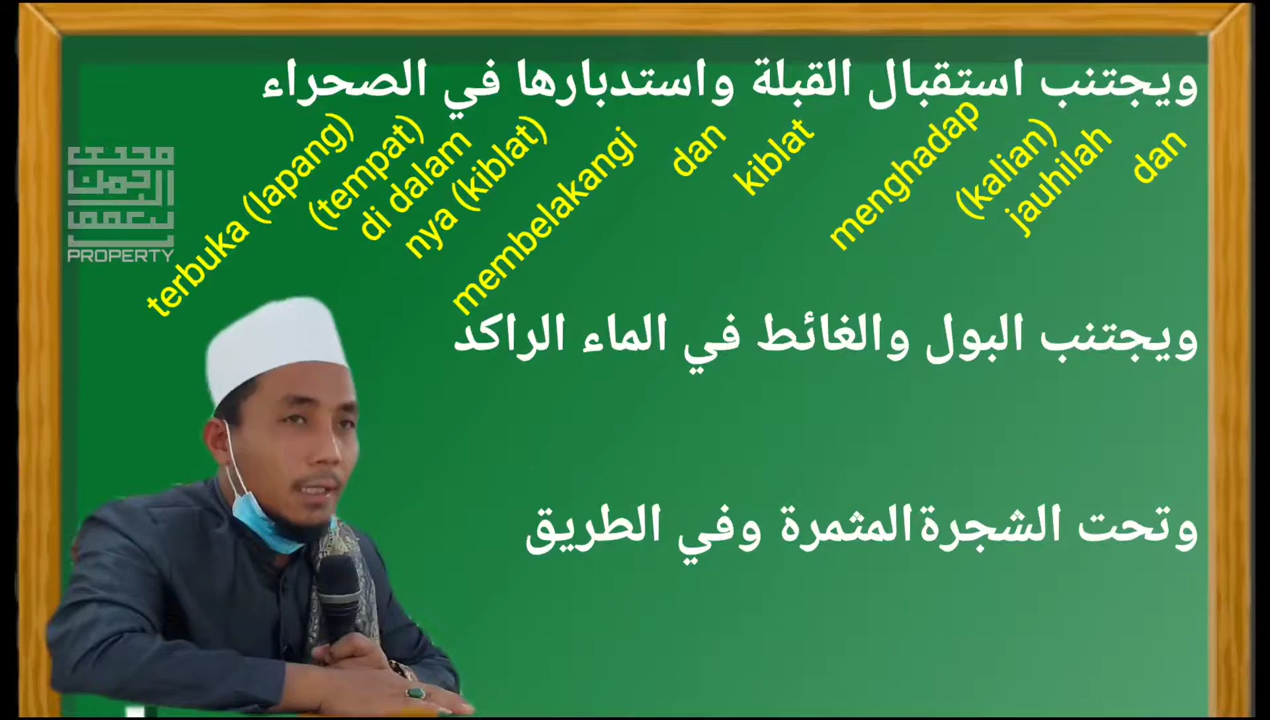 ويجتنب استقبال القبلة واستدبارها في الصحراء
dan jauhilah (kalian) menghadap kiblat dan membelakangi nya (kiblat) di dalam (tempat) terbuka (lapang)
ويجتنب البول والغائط في الماء الراكد
وتحت الشجرة المثمرة وفي الطريق
PROPERTY